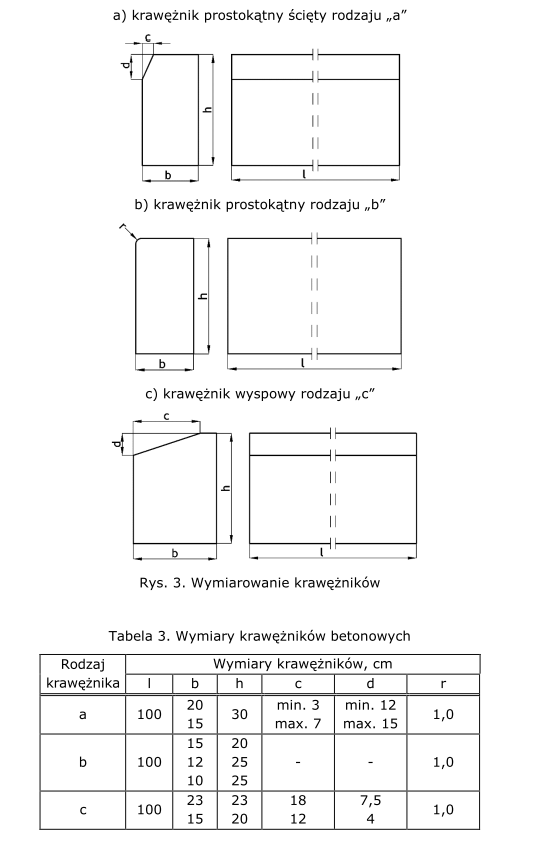 a) krawężnik prostokątny ścięty rodzaju „a”
c
d
h
b
l
b) krawężnik prostokątny rodzaju „b”
r
h
b
l
c) krawężnik wyspowy rodzaju „c”
c
d
h
b
l
Rys. 3. Wymiarowanie krawężników
Tabela 3. Wymiary krawężników betonowych
Rodzaj krawężnika Wymiary krawężników, cm
l b h c d r
a 100 20 15 30 min. 3 max. 7 min. 12 max. 15 1,0
b 100 15 12 10 20 25 25 - - 1,0
c 100 23 15 23 20 18 12 7,5 4 1,0